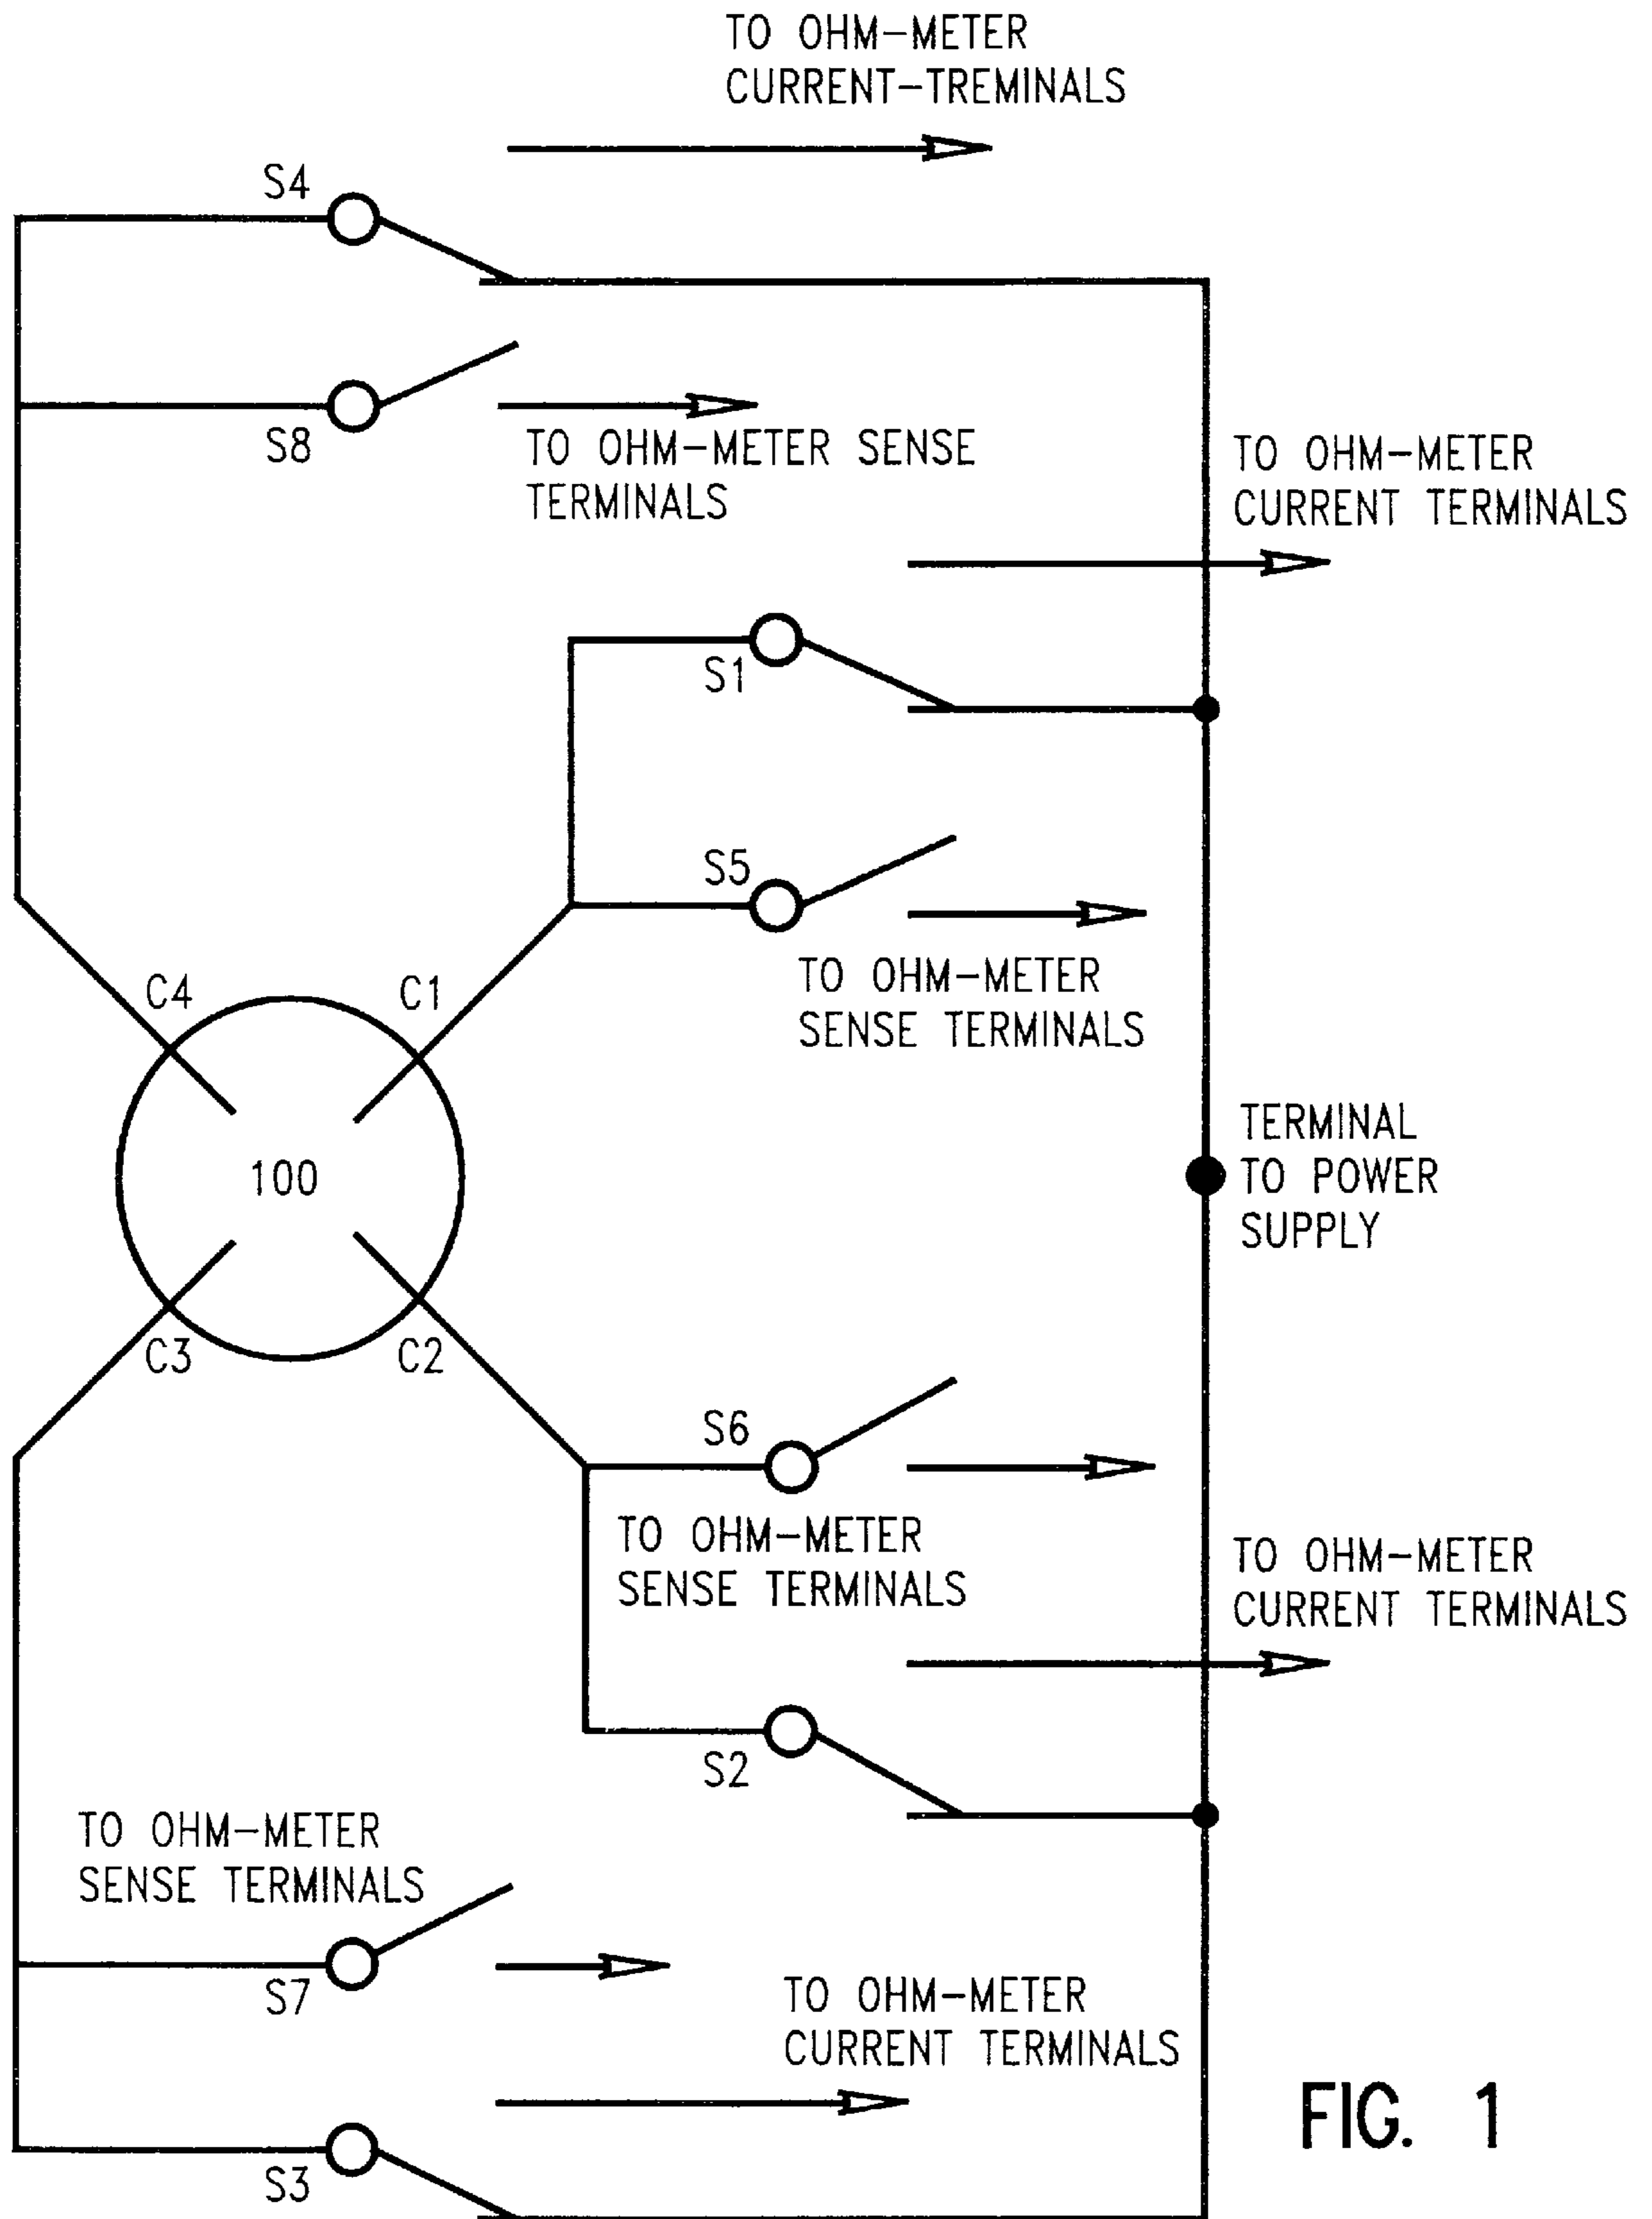 TO OHM-METER
CURRENT-TREMINALS
S4
S8
TO OHM-METER SENSE
TERMINALS
TO OHM-METER
CURRENT TERMINALS
S1
S5
TO OHM-METER
SENSE TERMINALS
C4
C1
100
TERMINAL
TO POWER
SUPPLY
C3
C2
S6
TO OHM-METER
SENSE TERMINALS
TO OHM-METER
CURRENT TERMINALS
S2
TO OHM-METER
SENSE TERMINALS
S7
TO OHM-METER
CURRENT TERMINALS
S3
FIG. 1